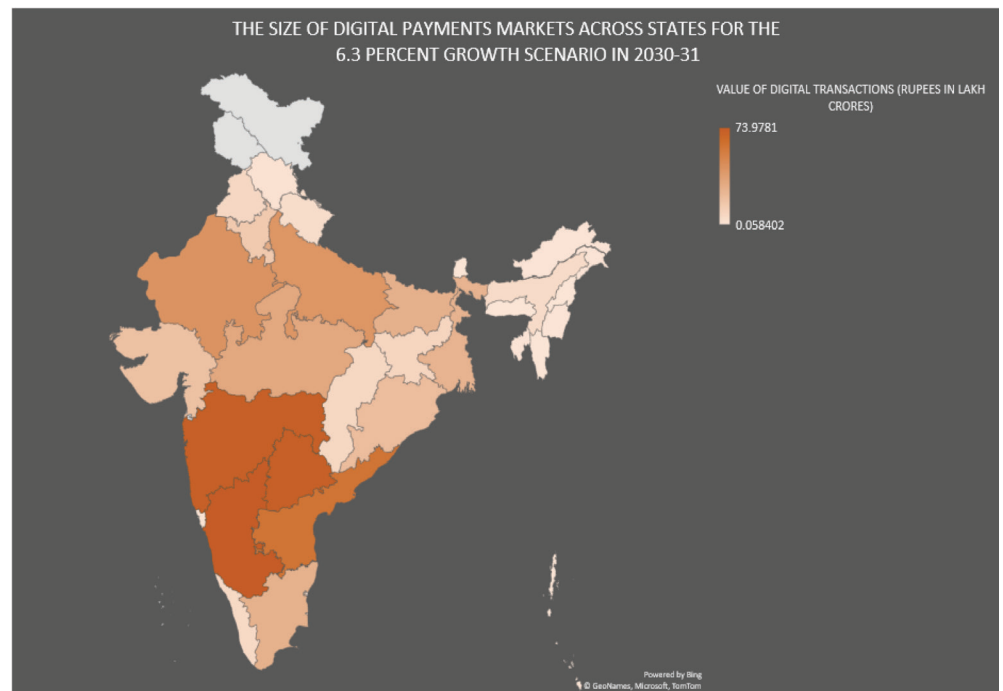 THE SIZE OF DIGITAL PAYMENTS MARKETS ACROSS STATES FOR THE
6.3 PERCENT GROWTH SCENARIO IN 2030-31
VALUE OF DIGITAL TRANSACTIONS (RUPEES IN LAKH
CRORES)
73.9781
0.058402
Powered by Bing
© GeoNames, Microsoft, TomTom